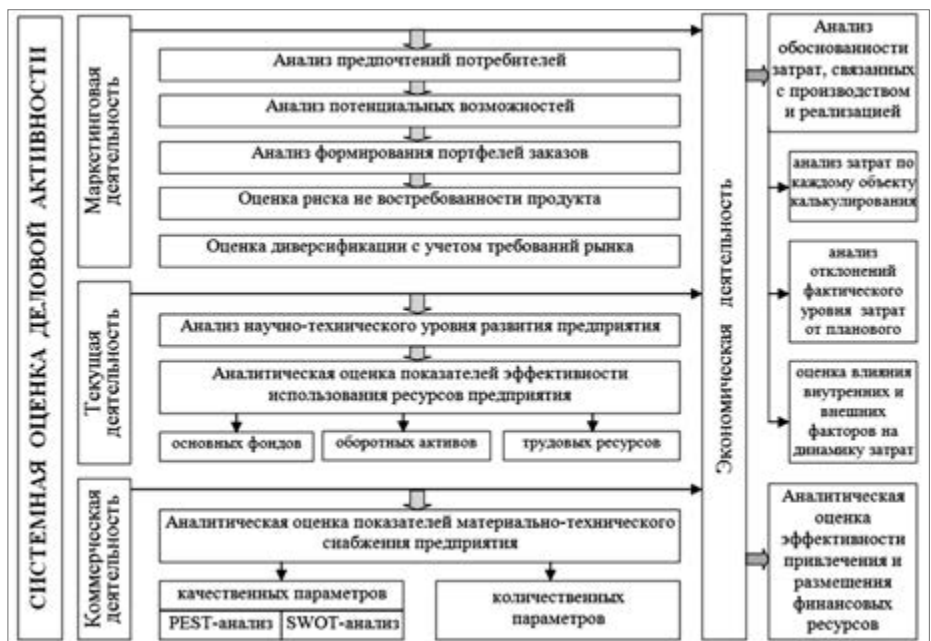 СИСТЕМНАЯ ОЦЕНКА ДЕЛОВОЙ АКТИВНОСТИ
Маркетинговая
деятельность
Анализ предпочтений потребителей
Анализ потенциальных возможностей
Анализ формирования портфелей заказов
Оценка риска не востребованности продукта
Оценка диверсификации с учетом требований рынка
Текущая
деятельность
Анализ научно-технического уровня развития предприятия
Аналитическая оценка показателей эффективности
использования ресурсов предприятия
основных фондов
оборотных активов
трудовых ресурсов
Коммерческая
деятельность
Аналитическая оценка показателей материально-технического
снабжения предприятия
качественных параметров
PEST-анализ
SWOT-анализ
количественных
параметров
Экономическая деятельность
Анализ
обоснованности
затрат, связанных
с производством
и реализацией
анализ затрат по
каждому объекту
калькулирования
анализ
отклонений
фактического
уровня затрат
от планового
оценка влияния
внутренних и
внешних
факторов на
динамику затрат
Аналитическая
оценка
эффективности
привлечения и
размещения
финансовых
ресурсов